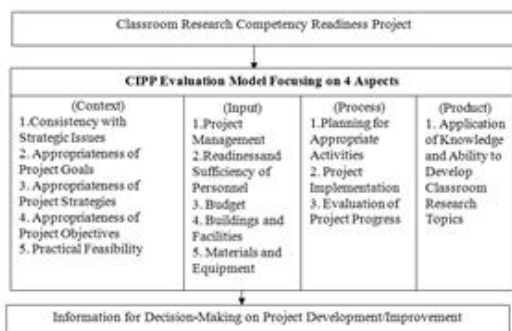 Classroom Research Competency Readiness Project
CIPP Evaluation Model Focusing on 4 Aspects
(Context)
1.Consistency with
Strategic Issues
2. Appropriateness of
Project Goals
3. Appropriateness of
Project Strategies
4. Appropriateness of
Project Objectives
5. Practical Feasibility
(Input)
1.Project
Management
2.Readinessand
Sufficiency of
Personnel
3. Budget
4. Buildings and
Facilities
5. Materials and
Equipment
(Process)
1.Planning for
Appropriate
Activities
2. Project
Implementation
3. Evaluation of
Project Progress
(Product)
1. Application
of Knowledge
and Ability to
Develop
Classroom
Research
Topics
Information for Decision-Making on Project Development/Improvement